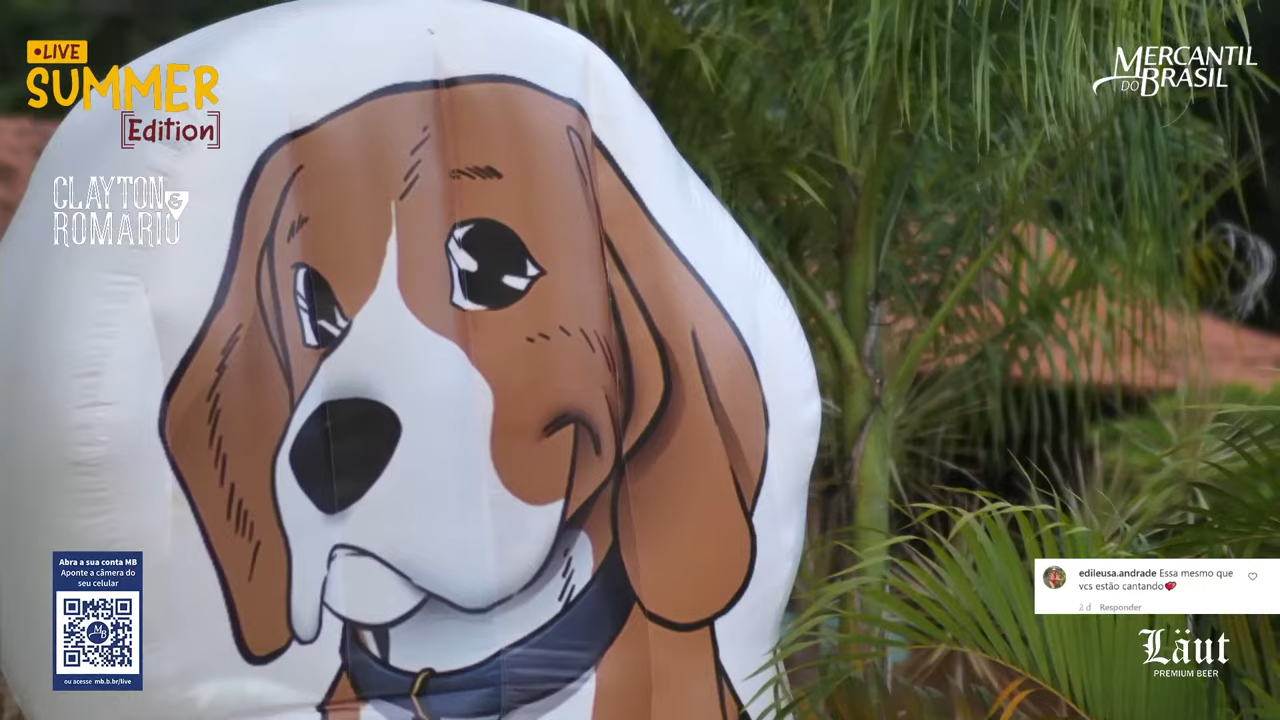 •LIVE
SUMMER
[Edition]
CLAYTON &
ROMARIO
MERCANTIL
DO BRASIL
Abra a sua conta MB
Aponte a câmera do
seu celular
MB
ou acesse mb.b.br/live
edileusa.andrade Essa mesmo que
vcs estão cantando
2 d Responder
Läut
PREMIUM BEER